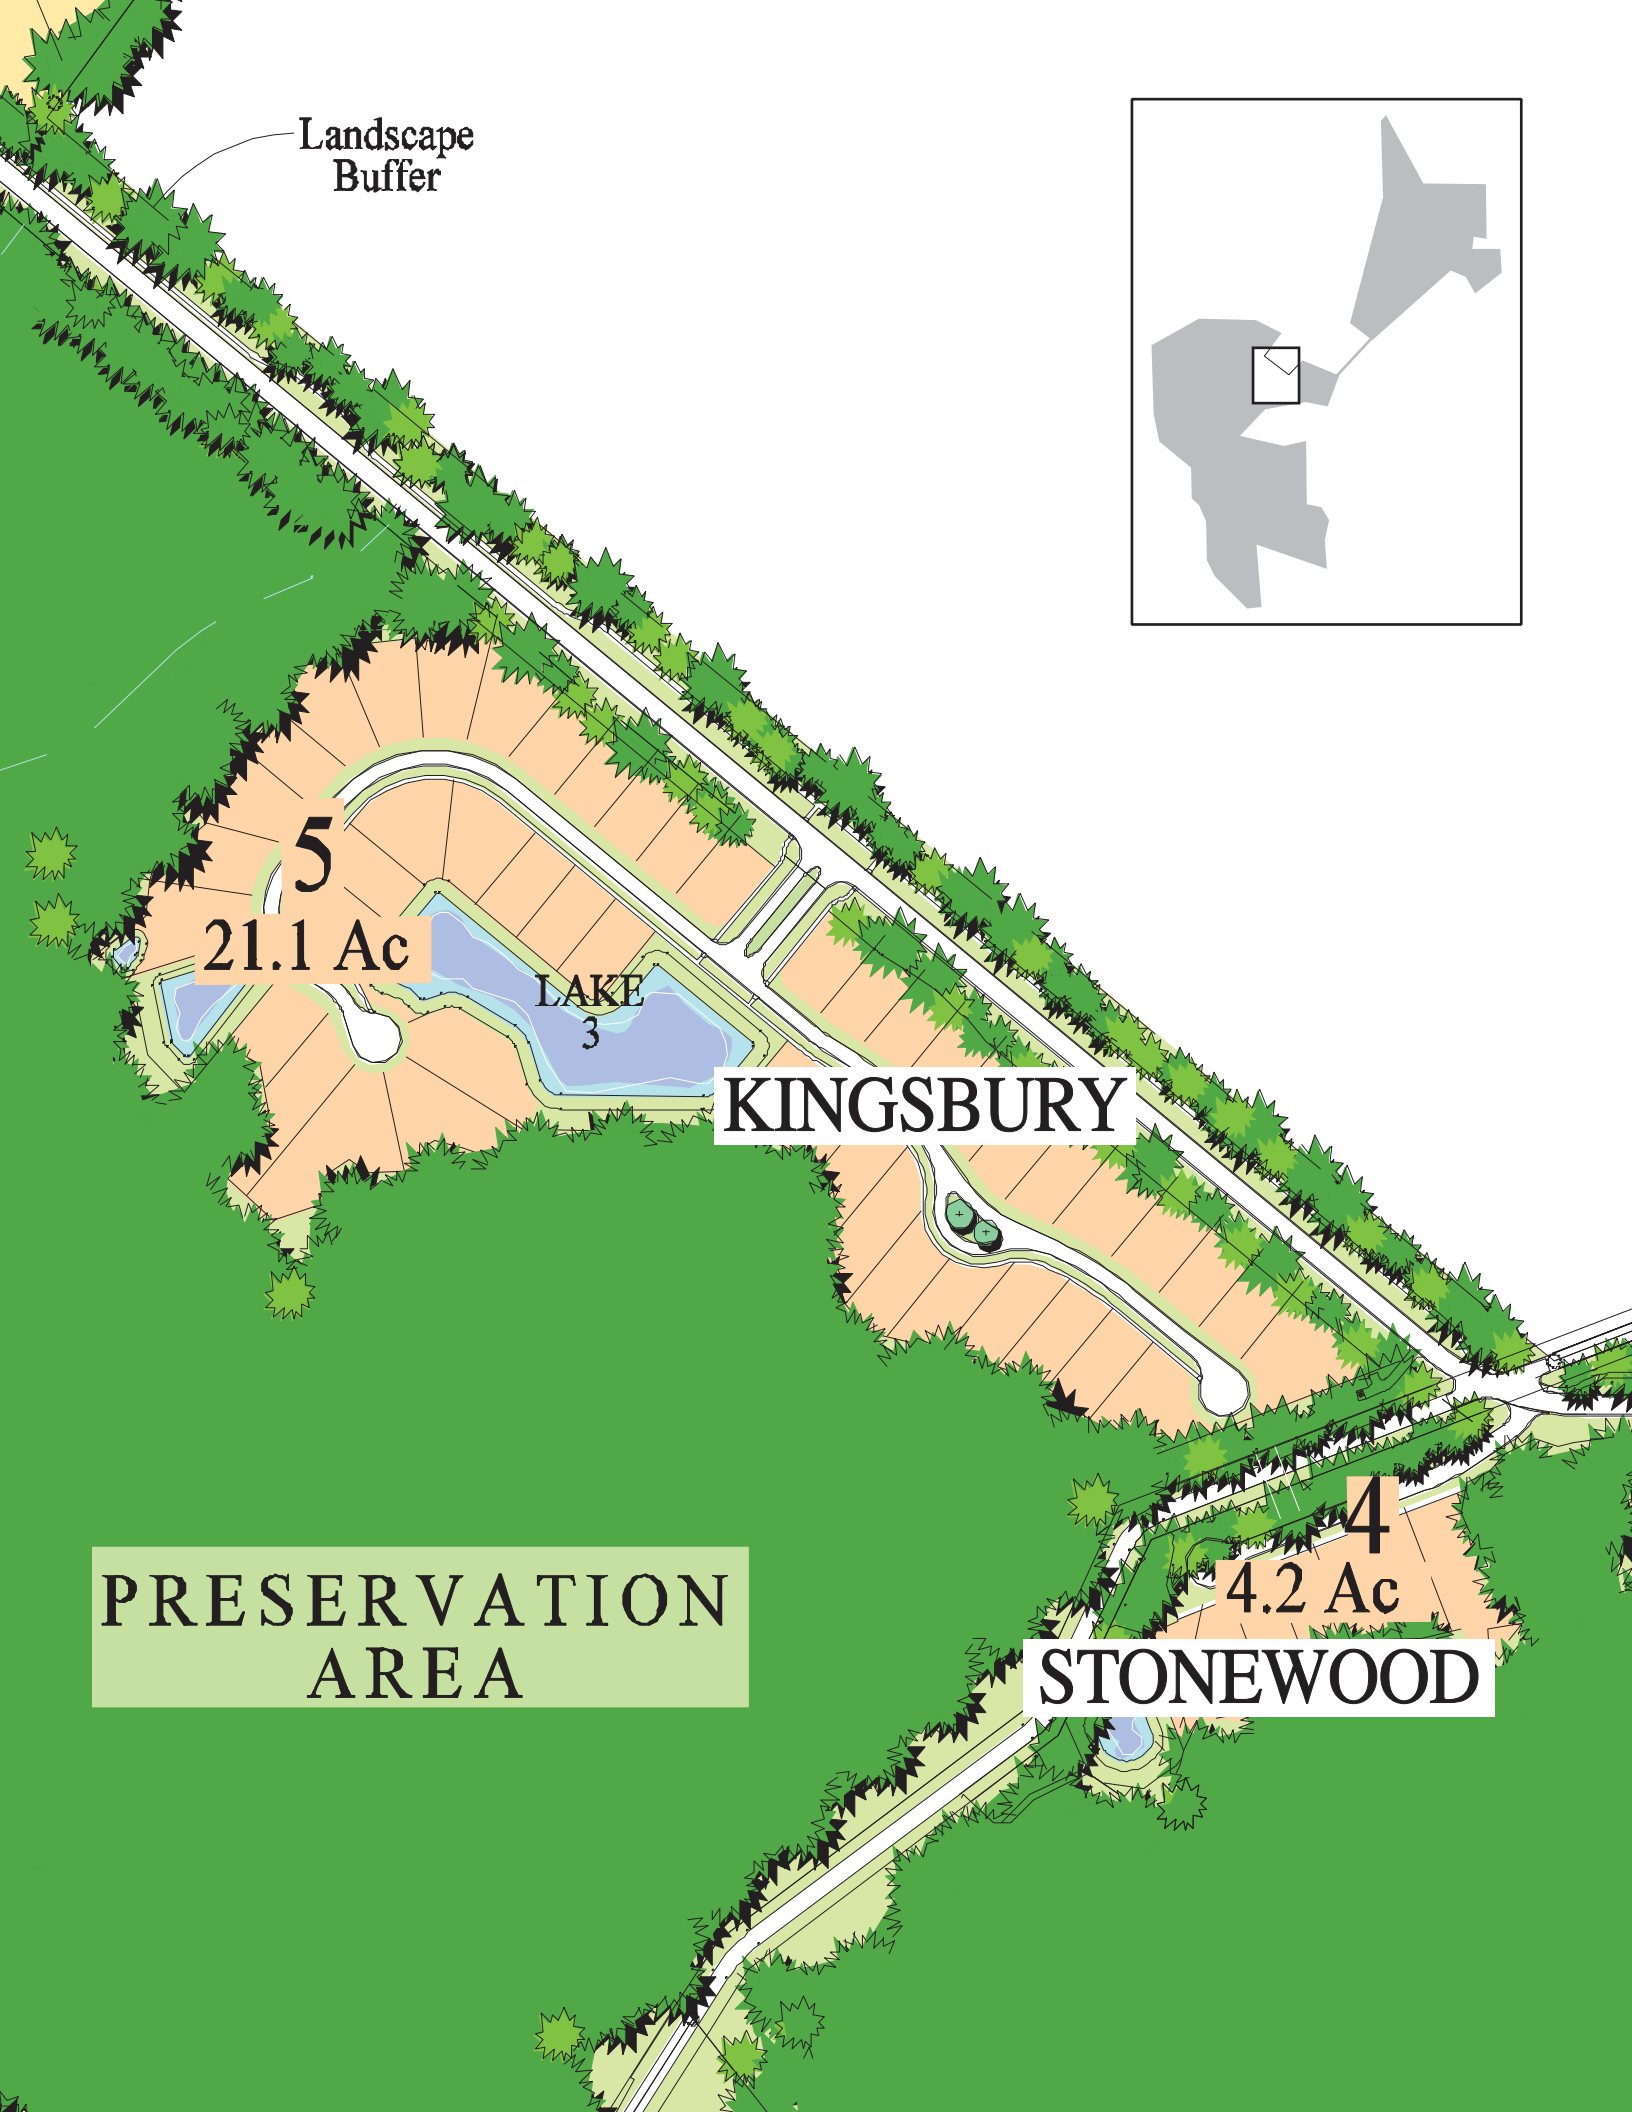 Landscape
Buffer
5
21.1 Ac
LAKE
3
KINGSBURY
4
4.2 Ac
STONEWOOD
PRESERVATION
AREA